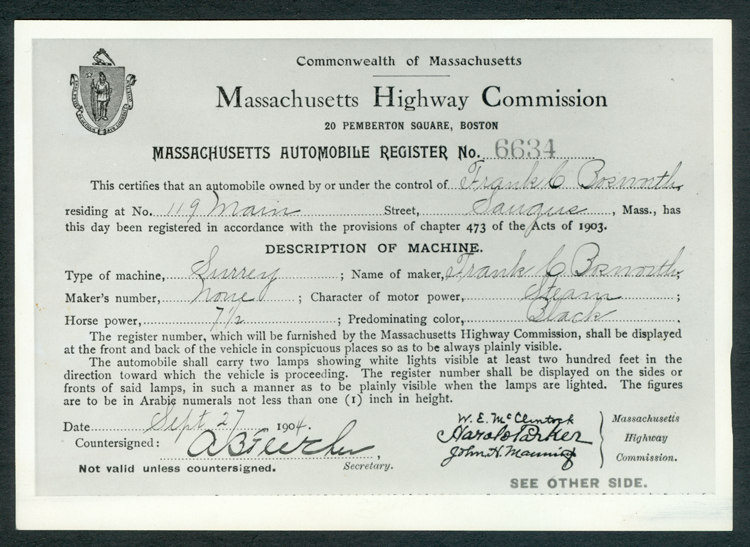 Commonwealth of Massachusetts
Massachusetts Highway Commission
20 PEMBERTON SQUARE, BOSTON
MASSACHUSETTS AUTOMOBILE REGISTER No. 6634
This certifies that an automobile owned by or under the control of Frank C Bosworth,
residing at No. 119 Main Street, Saugus, Mass., has
this day been registered in accordance with the provisions of chapter 473 of the Acts of 1903.
DESCRIPTION OF MACHINE.
Type of machine, Surrey ; Name of maker, Frank C Bosworth,
Maker's number, none ; Character of motor power, Steam ;
Horse power, 7½ ; Predominating color, Black .
The register number, which will be furnished by the Massachusetts Highway Commission, shall be displayed
at the front and back of the vehicle in conspicuous places so as to be always plainly visible.
The automobile shall carry two lamps showing white lights visible at least two hundred feet in the
direction toward which the vehicle is proceeding. The register number shall be displayed on the sides or
fronts of said lamps, in such a manner as to be plainly visible when the lamps are lighted. The figures
are to be in Arabic numerals not less than one (1) inch in height.
Date Sept 27 1904.
Countersigned: A B Fletcher,
Secretary.
Not valid unless countersigned.
W. E. McClintock
Harold Parker
John H. Manning
Massachusetts
Highway
Commission.
SEE OTHER SIDE.